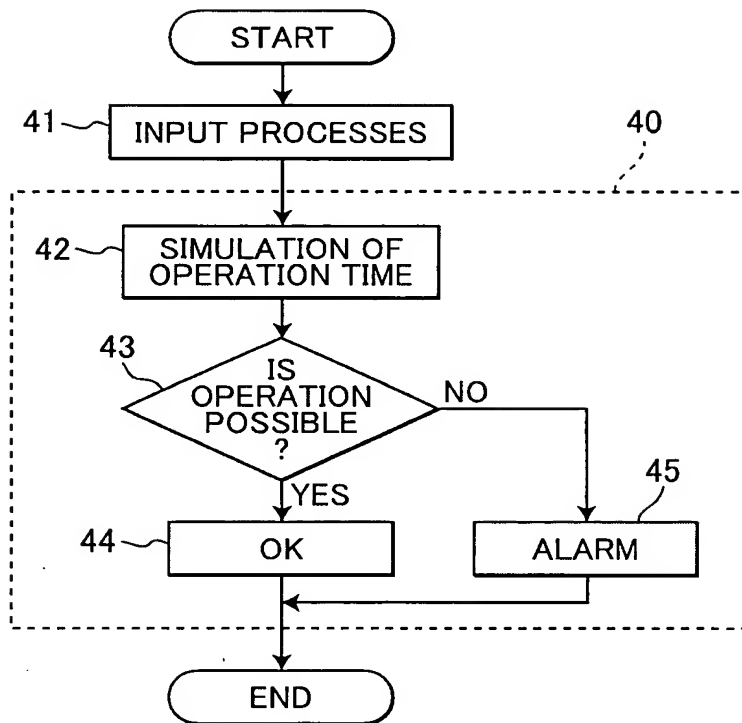 START
41
INPUT PROCESSES
40
42
SIMULATION OF
OPERATION TIME
43
IS
OPERATION
POSSIBLE
?
NO
YES
44
OK
45
ALARM
END